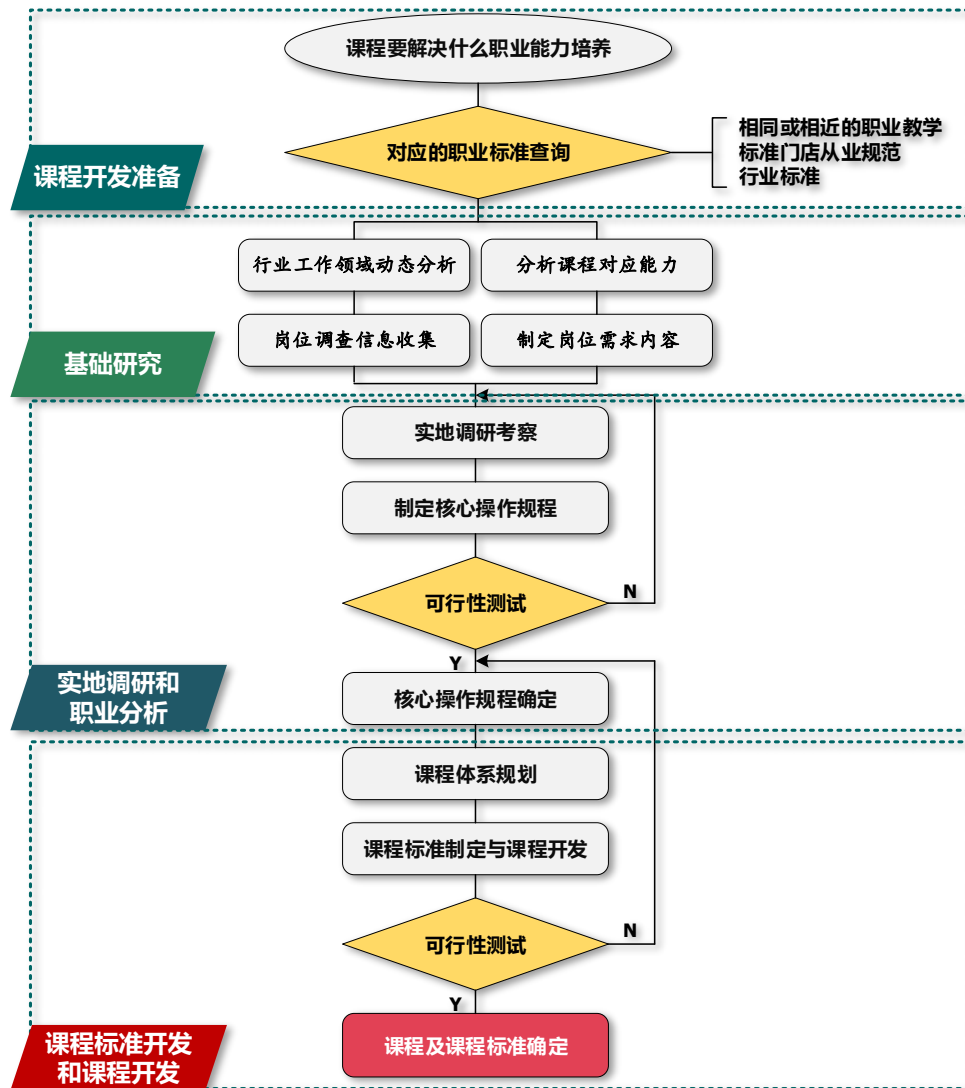 课程要解决什么职业能力培养
对应的职业标准查询
相同或相近的职业教学
标准门店从业规范
行业标准
课程开发准备
行业工作领域动态分析
分析课程对应能力
岗位调查信息收集
制定岗位需求内容
基础研究
实地调研考察
制定核心操作规程
可行性测试
N
Y
核心操作规程确定
实地调研和
职业分析
课程体系规划
课程标准制定与课程开发
可行性测试
N
Y
课程及课程标准确定
课程标准开发
和课程开发